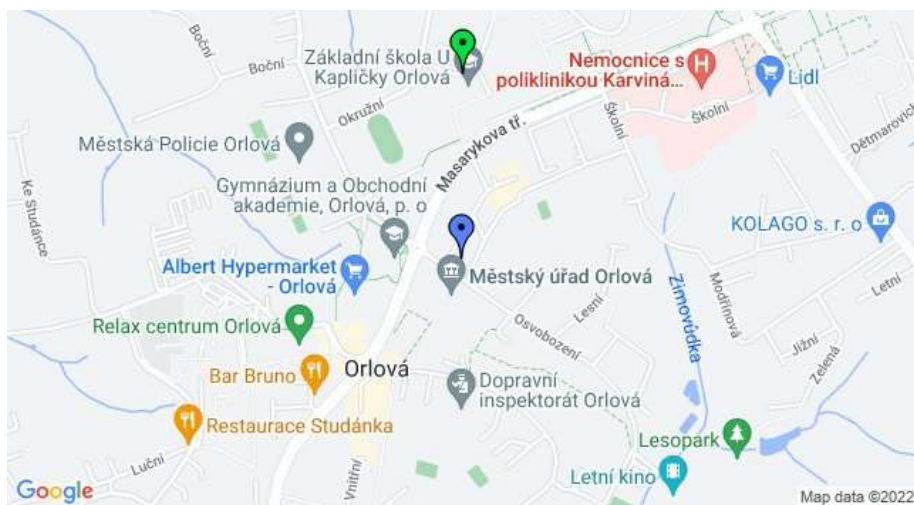 Boční
Boční
Základní škola U
Kapličky Orlová
Nemocnice s
poliklinikou Karviná...
Lidl
Okružní
Masarykova tř.
Školní
Školní
Dětmarovick
Městská Policie Orlová
Ke Studánce
Gymnázium a Obchodní
akademie, Orlová, p. o
KOLAGO s. r. o
Albert Hypermarket
- Orlová
Městský úřad Orlová
Zimovůdka
Modřínová
Letní
Lesní
Osvobození
Relax centrum Orlová
Jižní
Zelená
Orlová
Bar Bruno
Dopravní
inspektorát Orlová
Restaurace Studánka
Lesopark
Luční
Vnitřní
Letní kino
Google
Map data ©2022